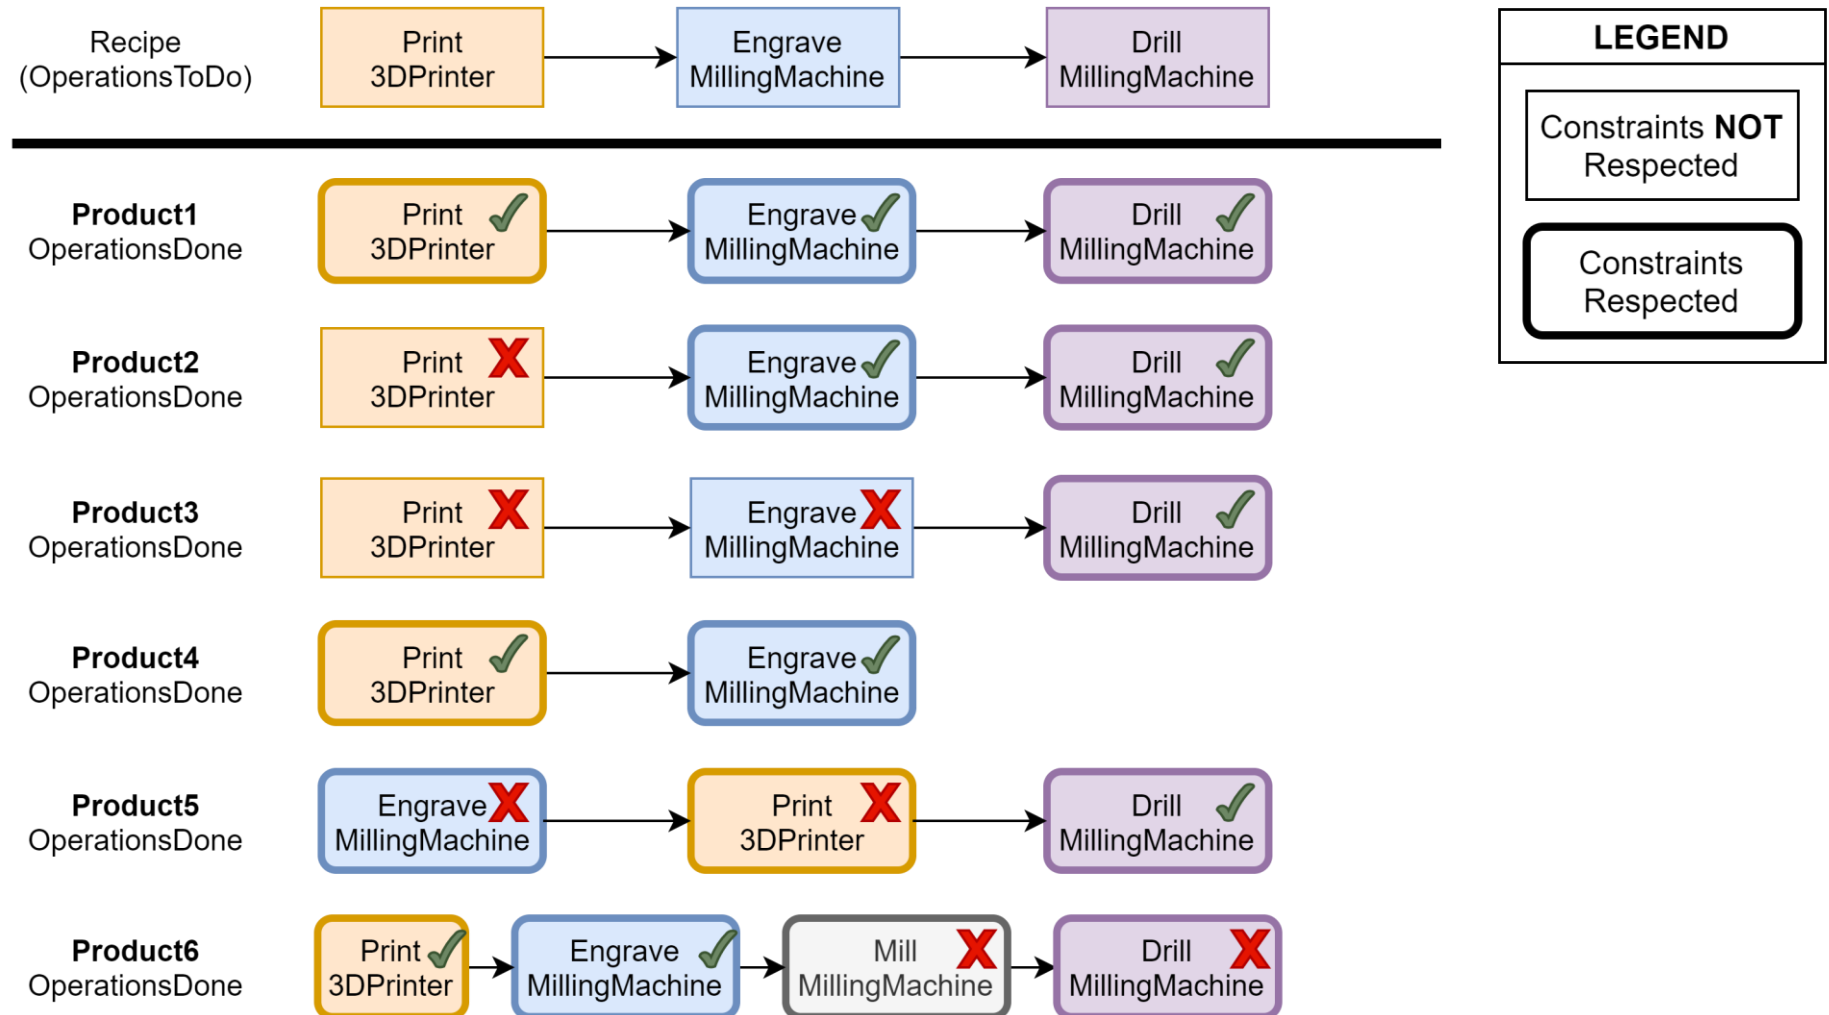 Recipe
(OperationsToDo)
Print
3DPrinter
Engrave
MillingMachine
Drill
MillingMachine
LEGEND
Constraints NOT
Respected
Constraints
Respected
Product1
OperationsDone
Print
3DPrinter
Engrave
MillingMachine
Drill
MillingMachine
Product2
OperationsDone
Print
3DPrinter
Engrave
MillingMachine
Drill
MillingMachine
Product3
OperationsDone
Print
3DPrinter
Engrave
MillingMachine
Drill
MillingMachine
Product4
OperationsDone
Print
3DPrinter
Engrave
MillingMachine
Product5
OperationsDone
Engrave
MillingMachine
Print
3DPrinter
Drill
MillingMachine
Product6
OperationsDone
Print
3DPrinter
Engrave
MillingMachine
Mill
MillingMachine
Drill
MillingMachine